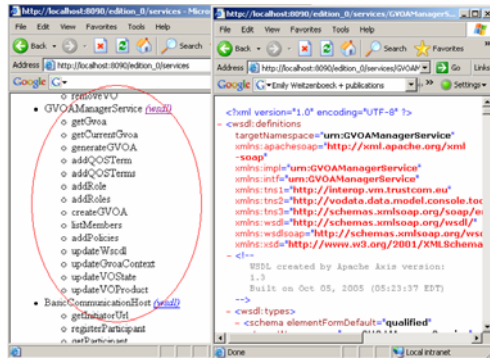 http://localhost:8090/edition_0/services - Micros
File Edit View Favorites Tools Help
Back Search
Address http://localhost:8090/edition_0/services
Google G
removeVO
GVOAManagerService (wsdl)
getGvoa
getCurrentGvoa
generateGVOA
addQOSTerm
addQOSTerms
addRole
addRoles
createGVOA
listMembers
addPolicies
updateWscdl
updateGvoaContext
updateVOState
updateVOProduct
BasicCommunicationHost (wsdl)
getInitiatorUrl
registerParticipant
getParticipant
http://localhost:8090/edition_0/services/GVOAManagerS...
File Edit View Favorites Tools Help
Back Search Favorites
Address http://localhost:8090/edition_0/services/GVOAM Go Links
Google G Emily Weitzenboeck + publications Settings
<?xml version="1.0" encoding="UTF-8" ?>
- <wsdl:definitions
targetNamespace="urn:GVOAManagerService"
xmlns:apachesoap="http://xml.apache.org/xml
-soap"
xmlns:impl="urn:GVOAManagerService"
xmlns:intf="urn:GVOAManagerService"
xmlns:tns1="http://interop.vm.trustcom.eu"
xmlns:tns2="http://vodata.data.model.console.toc
xmlns:tns3="http://schemas.xmlsoap.org/soap/e
xmlns:wsdl="http://schemas.xmlsoap.org/wsdl/"
xmlns:wsdlsoap="http://schemas.xmlsoap.org/ws
xmlns:xsd="http://www.w3.org/2001/XMLSchema
- <!--
WSDL created by Apache Axis version:
1.3
Built on Oct 05, 2005 (05:23:37 EDT)
-->
- <wsdl:types>
- <schema elementFormDefault="qualified"
Done Local intranet